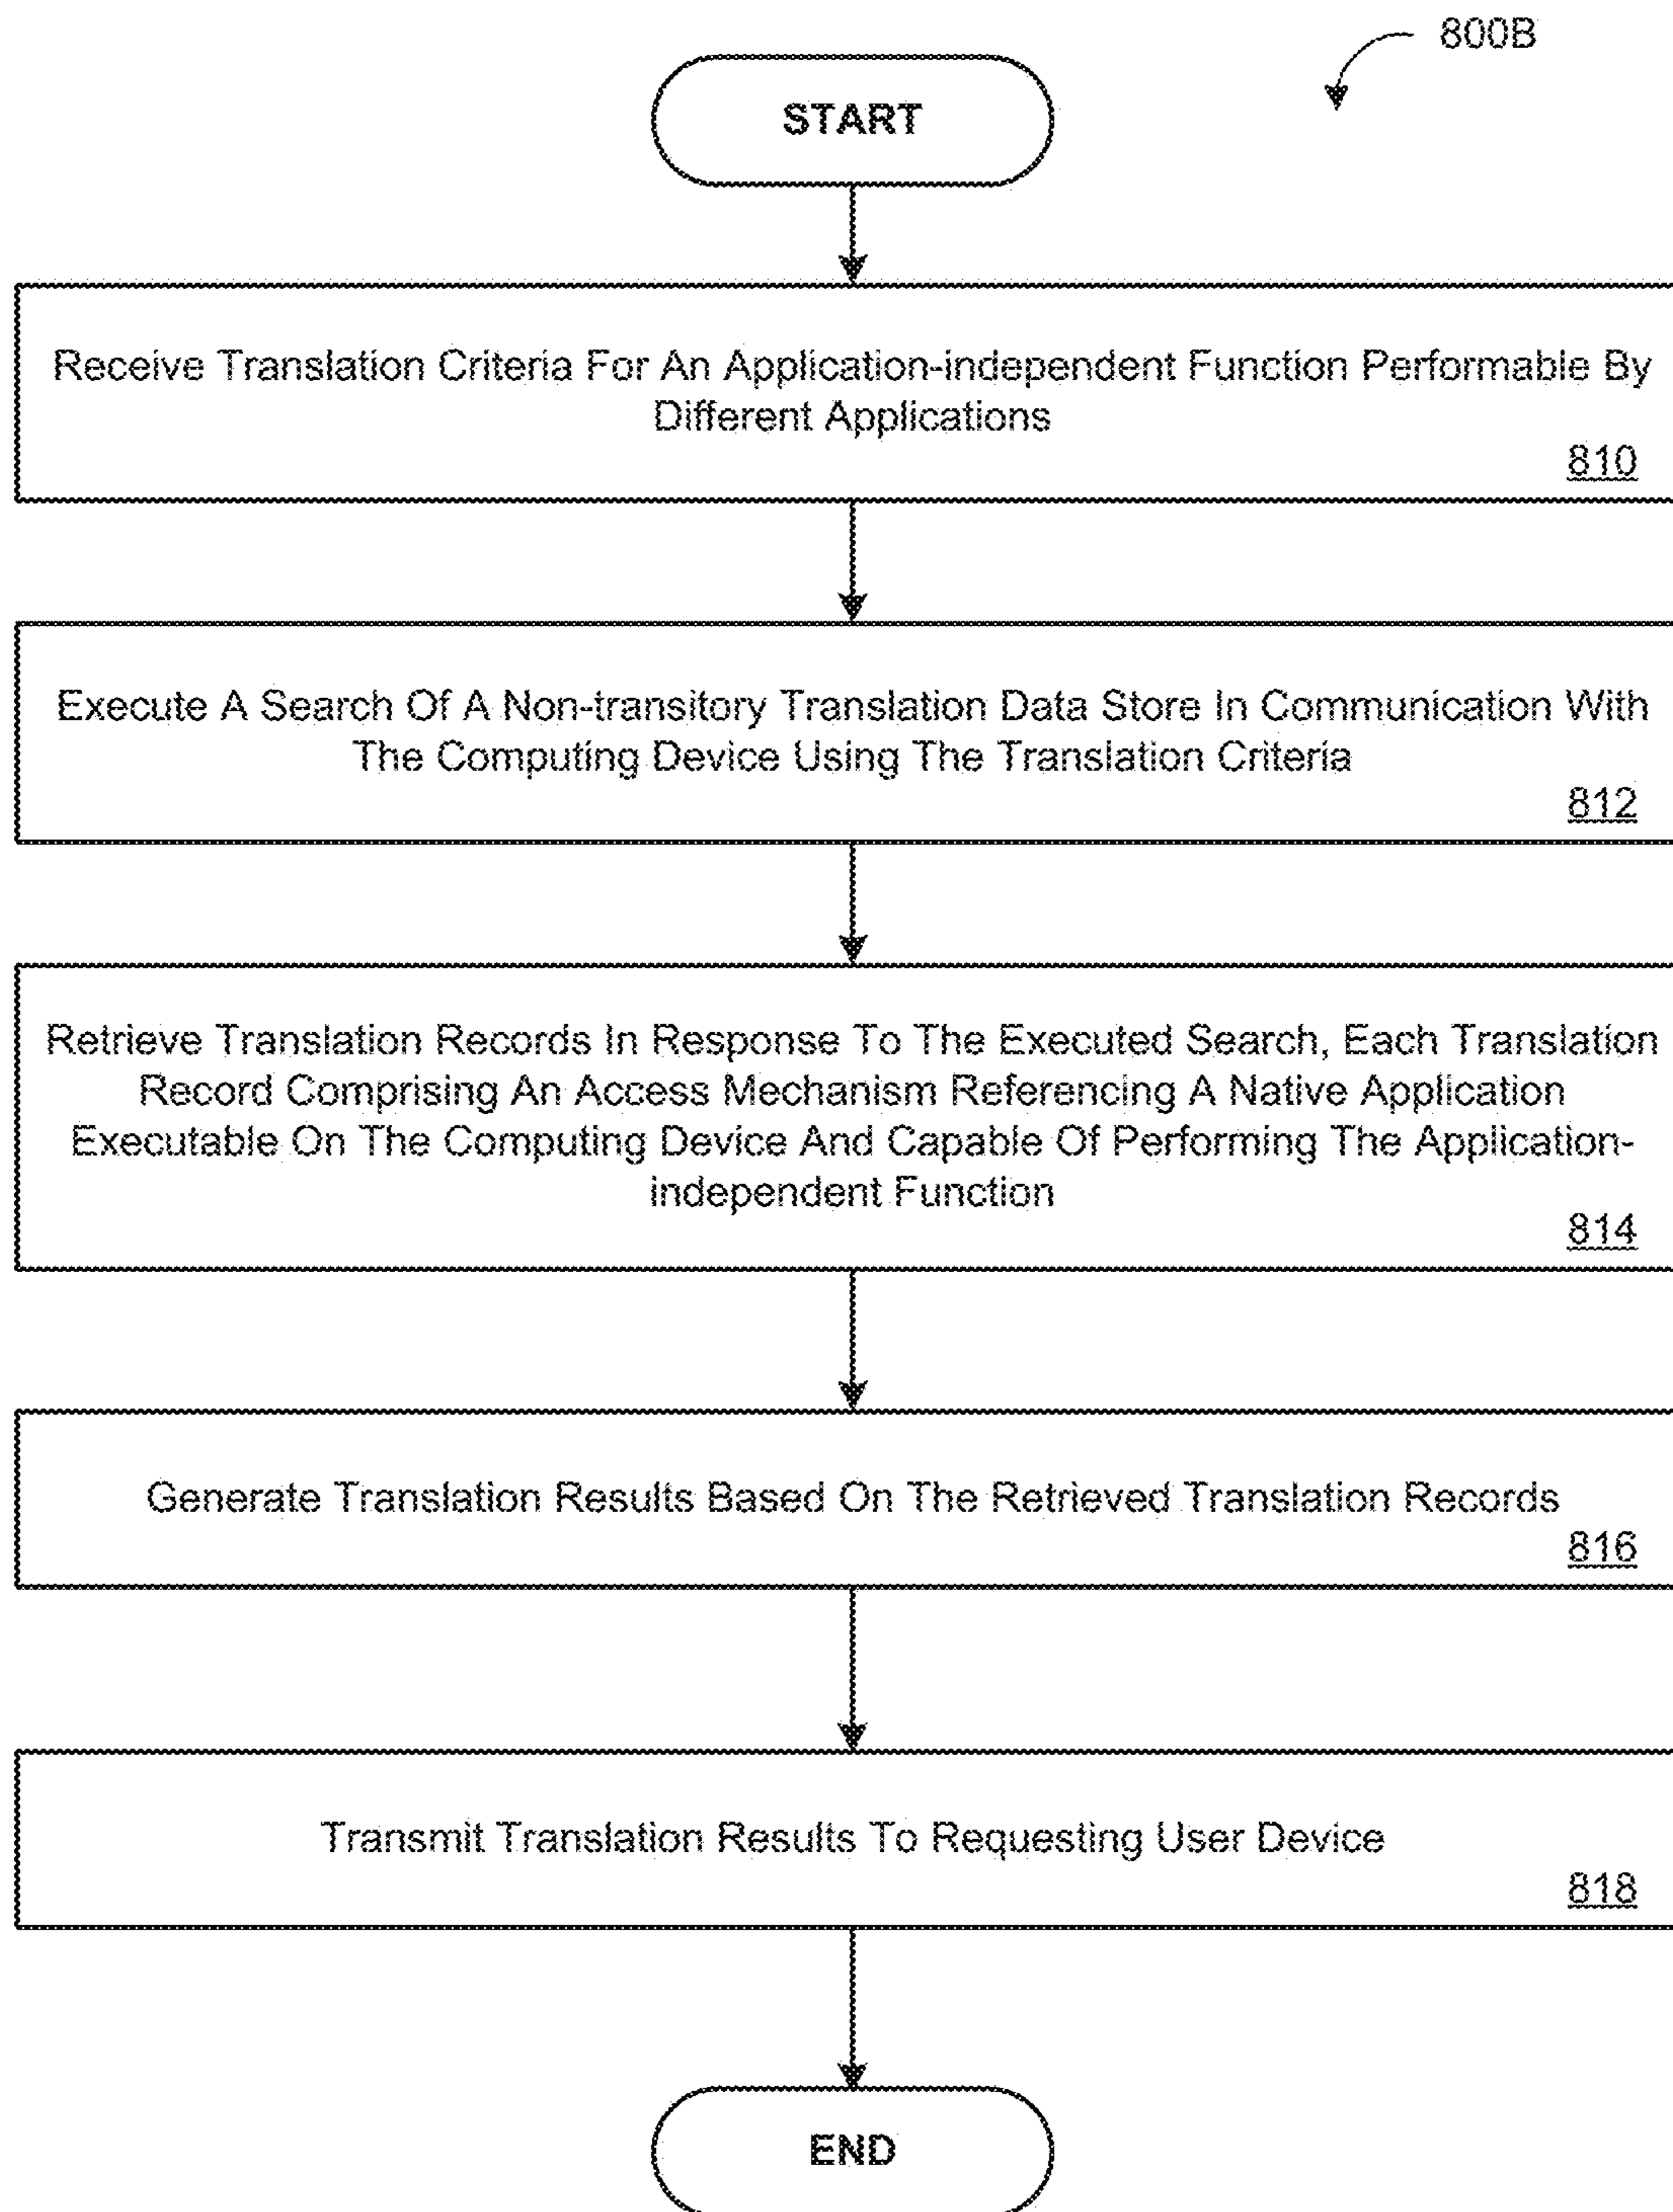 800B
START
Receive Translation Criteria For An Application-independent Function Performable By
Different Applications
810
Execute A Search Of A Non-transitory Translation Data Store In Communication With
The Computing Device Using The Translation Criteria
812
Retrieve Translation Records In Response To The Executed Search, Each Translation
Record Comprising An Access Mechanism Referencing A Native Application
Executable On The Computing Device And Capable Of Performing The Application-
independent Function
814
Generate Translation Results Based On The Retrieved Translation Records
816
Transmit Translation Results To Requesting User Device
818
END